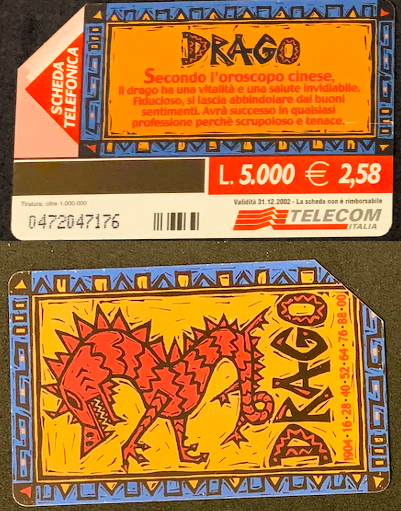 SCHEDA
TELEFONICA
DRAGO
Secondo l'oroscopo cinese,
il drago ha una vitalità e una salute invidiabile.
Fiducioso, si lascia abbindolare dai buoni
sentimenti. Avrà successo in qualsiasi
professione perchè scrupoloso e tenace.
L. 5.000 € 2,58
Tiratura: oltre 1.000.000
Validità 31.12.2002 - La scheda non è rimborsabile
0472047176
TELECOM
ITALIA
DRAGO
1904·16·28·40·52·64·76·88·00